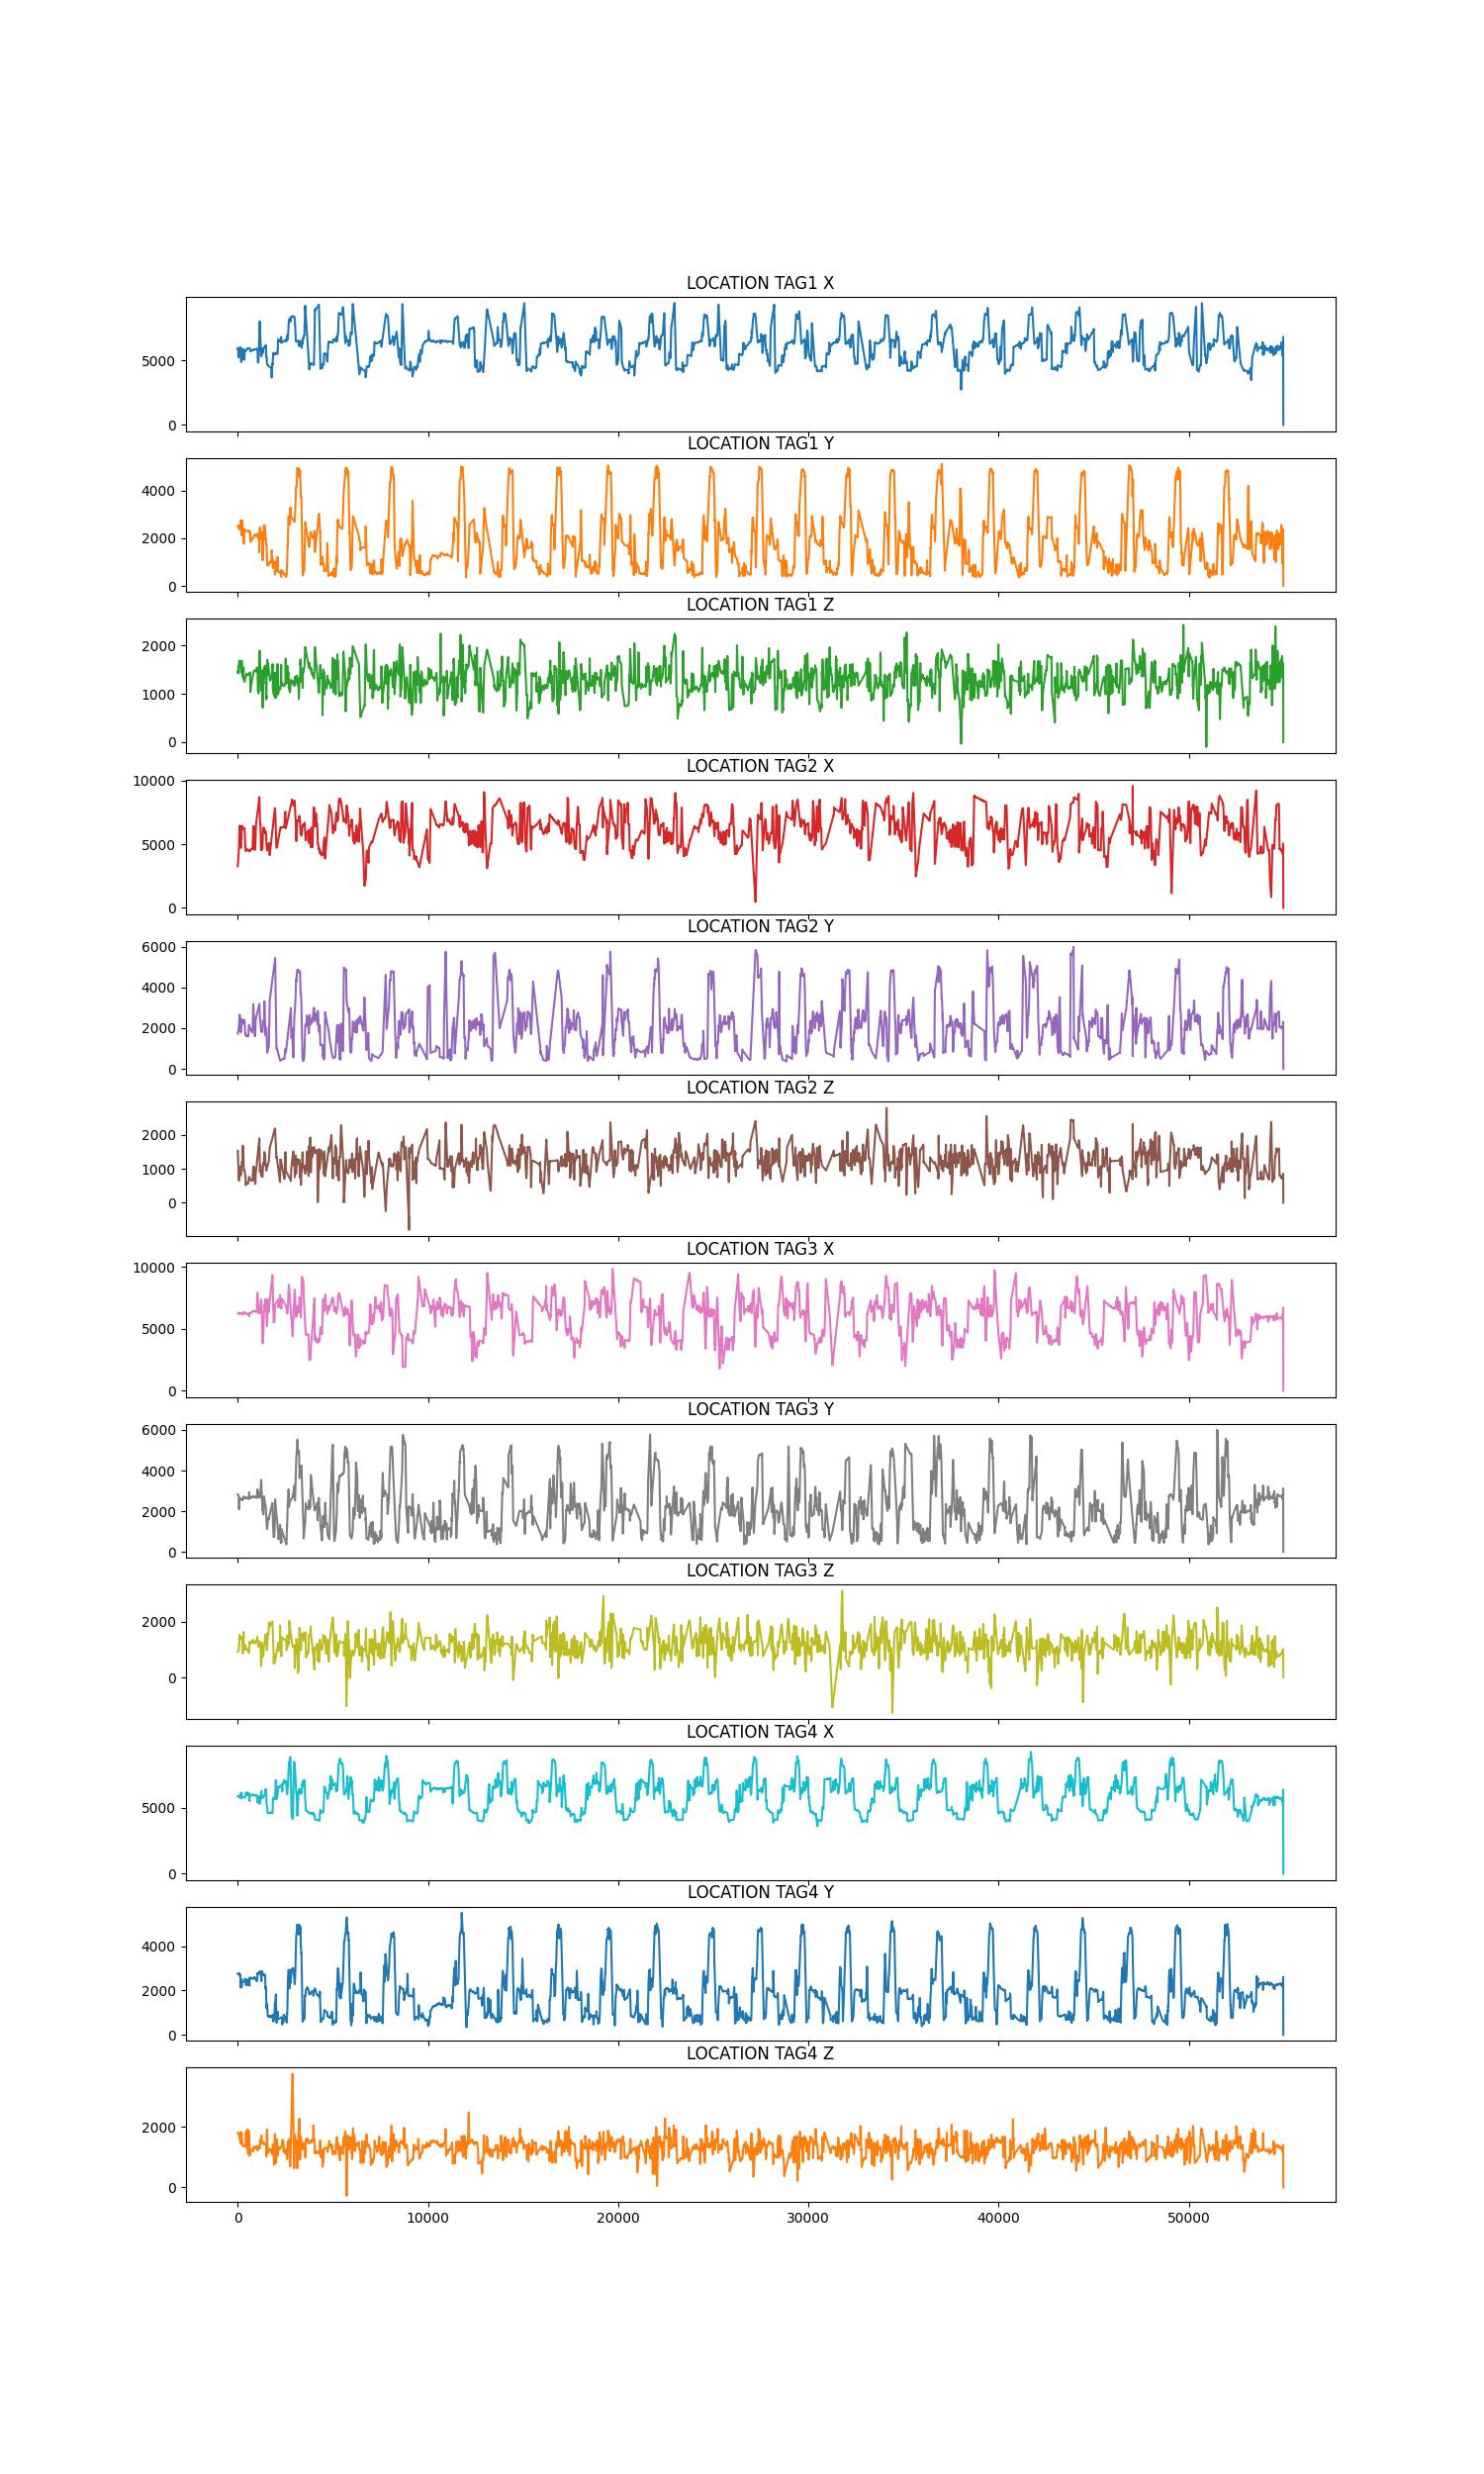 LOCATION TAG1 X
5000
0
LOCATION TAG1 Y
4000
2000
0
LOCATION TAG1 Z
2000
1000
0
LOCATION TAG2 X
10000
5000
0
LOCATION TAG2 Y
6000
4000
2000
0
LOCATION TAG2 Z
2000
1000
0
LOCATION TAG3 X
10000
5000
0
LOCATION TAG3 Y
6000
4000
2000
0
LOCATION TAG3 Z
2000
0
LOCATION TAG4 X
5000
0
LOCATION TAG4 Y
4000
2000
0
LOCATION TAG4 Z
2000
0
0 10000 20000 30000 40000 50000